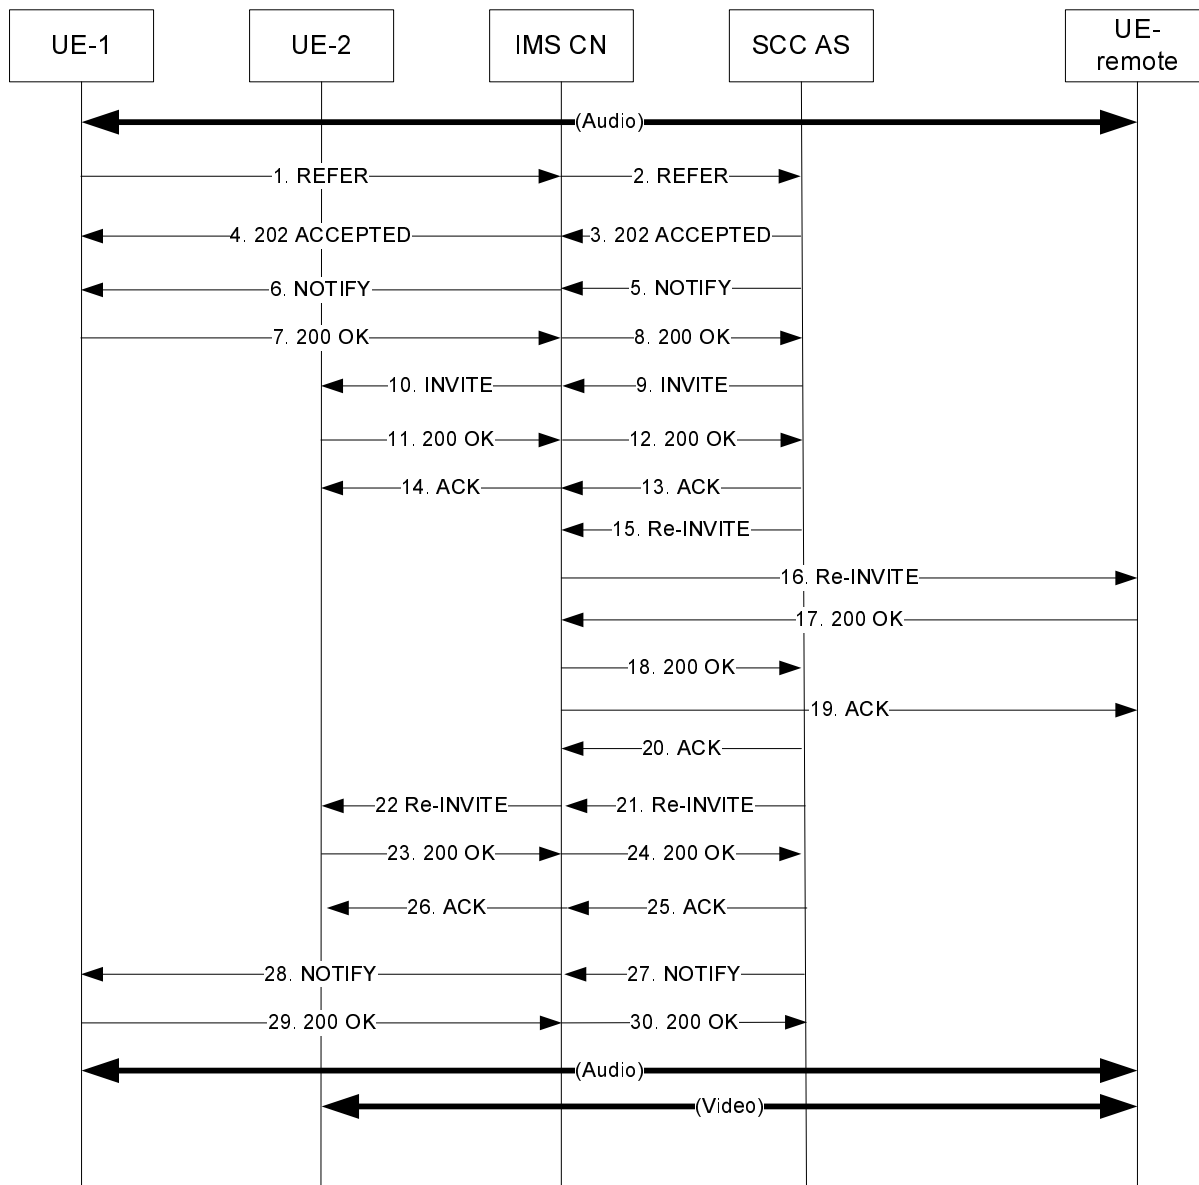 UE-1
UE-2
IMS CN
SCC AS
UE-
remote
(Audio)
1. REFER
2. REFER
4. 202 ACCEPTED
3. 202 ACCEPTED
6. NOTIFY
5. NOTIFY
7. 200 OK
8. 200 OK
10. INVITE
9. INVITE
11. 200 OK
12. 200 OK
14. ACK
13. ACK
15. Re-INVITE
16. Re-INVITE
17. 200 OK
18. 200 OK
19. ACK
20. ACK
22 Re-INVITE
21. Re-INVITE
23. 200 OK
24. 200 OK
26. ACK
25. ACK
28. NOTIFY
27. NOTIFY
29. 200 OK
30. 200 OK
(Audio)
(Video)